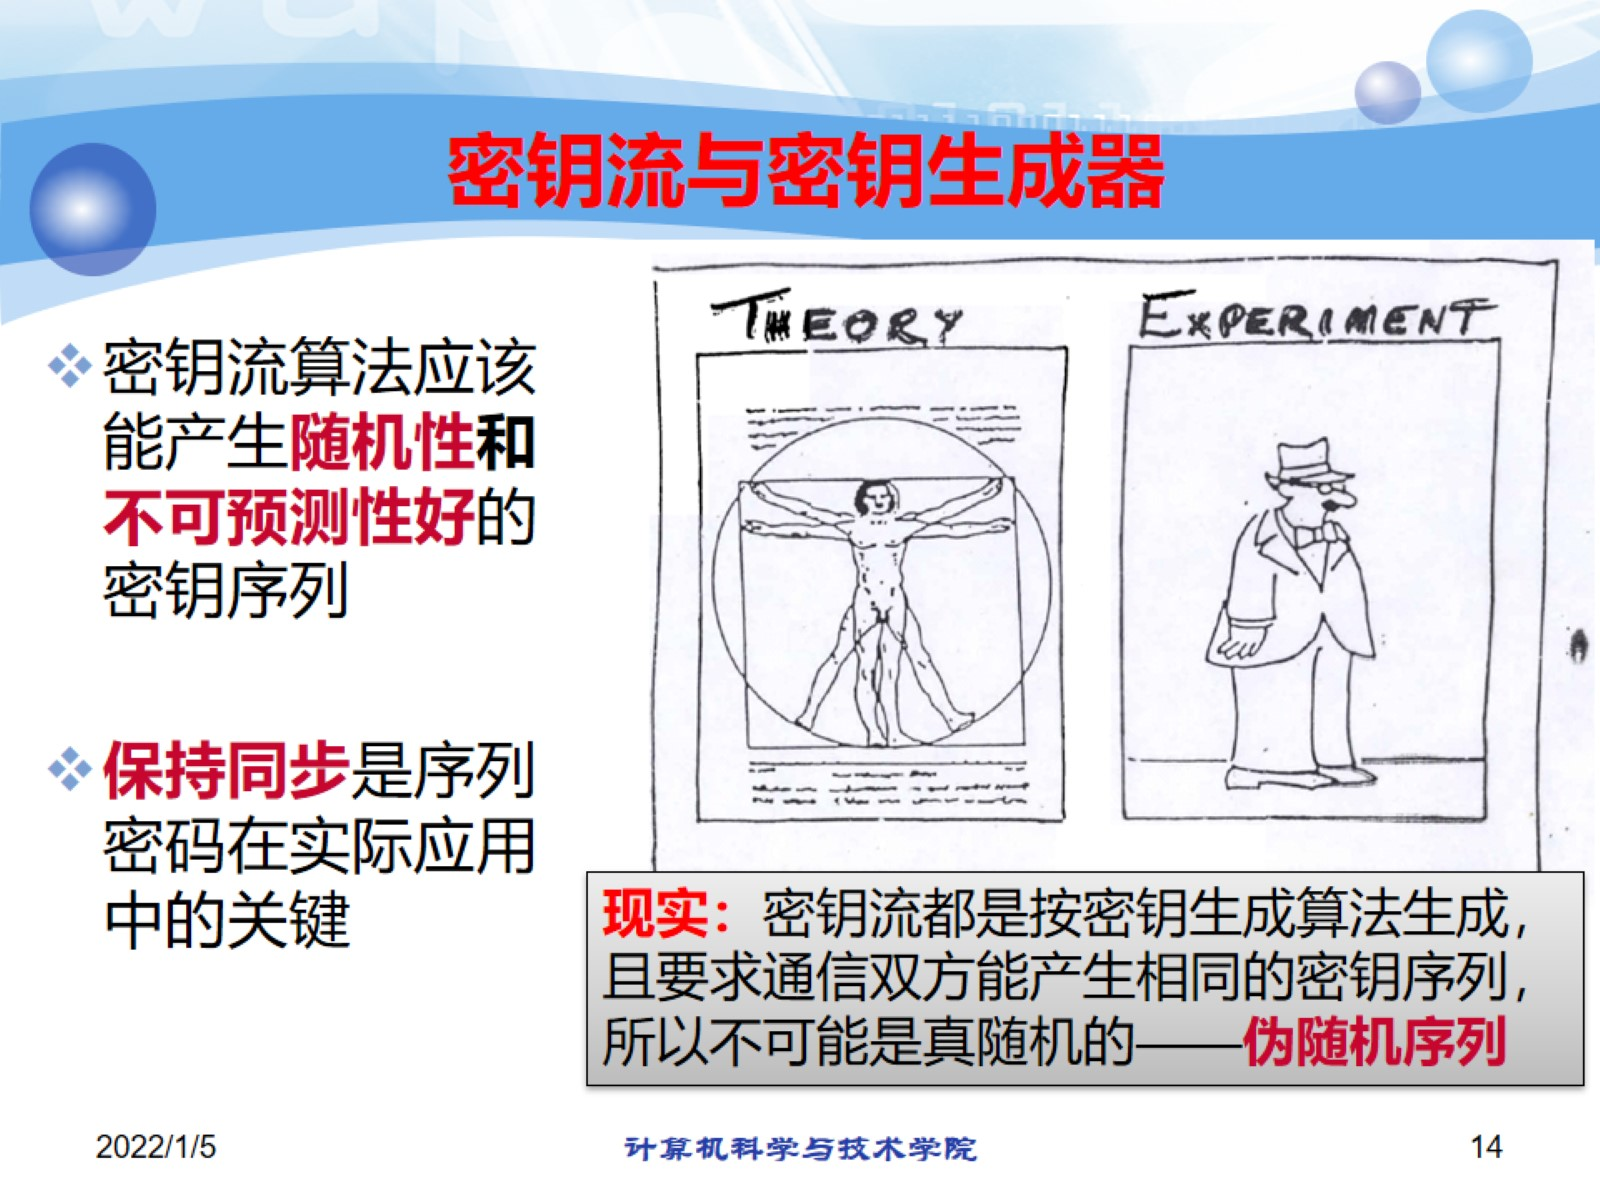 密钥流与密钥生成器
密钥流算法应该
能产生随机性和
不可预测性好的
密钥序列
保持同步是序列
密码在实际应用
中的关键
THEORY
EXPERIMENT
现实：密钥流都是按密钥生成算法生成，
且要求通信双方能产生相同的密钥序列，
所以不可能是真随机的——伪随机序列
2022/1/5
计算机科学与技术学院
14